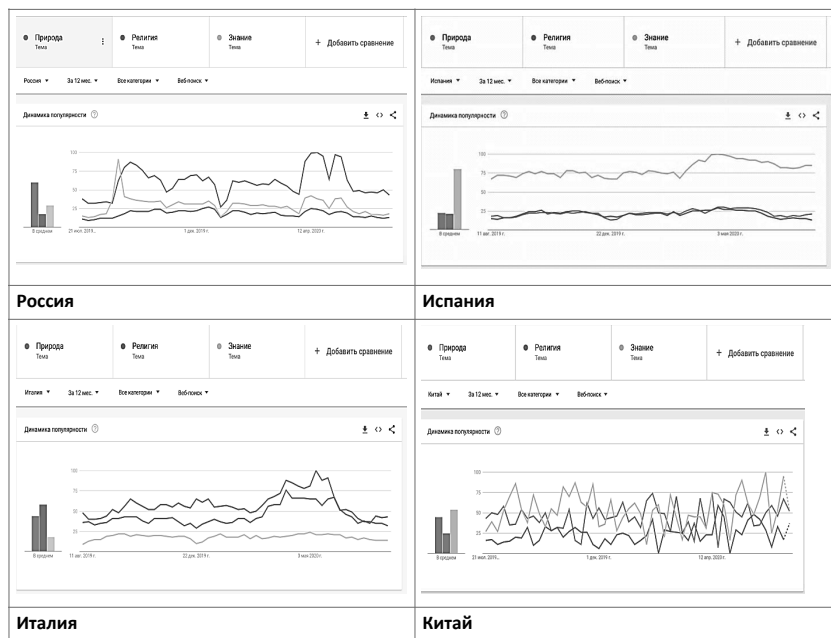 Природа
Тема
Религия
Тема
Знание
Тема
+ Добавить сравнение
Россия
За 12 мес.
Все категории
Веб-поиск
Динамика популярности
100
75
50
25
В среднем
21 июл. 2019…
1 дек. 2019 г.
12 апр. 2020 г.
Россия
Природа
Тема
Религия
Тема
Знание
Тема
+ Добавить сравнение
Испания
За 12 мес.
Все категории
Веб-поиск
Динамика популярности
100
75
50
25
В среднем
11 авг. 2019 г.
22 дек. 2019 г.
3 мая 2020 г.
Испания
Природа
Тема
Религия
Тема
Знание
Тема
+ Добавить сравнение
Италия
За 12 мес.
Все категории
Веб-поиск
Динамика популярности
100
75
50
25
В среднем
11 авг. 2019 г.
22 дек. 2019 г.
3 мая 2020 г.
Италия
Природа
Тема
Религия
Тема
Знание
Тема
+ Добавить сравнение
Китай
За 12 мес.
Все категории
Веб-поиск
Динамика популярности
100
75
50
25
В среднем
21 июл. 2019…
1 дек. 2019 г.
12 апр. 2020 г.
Китай